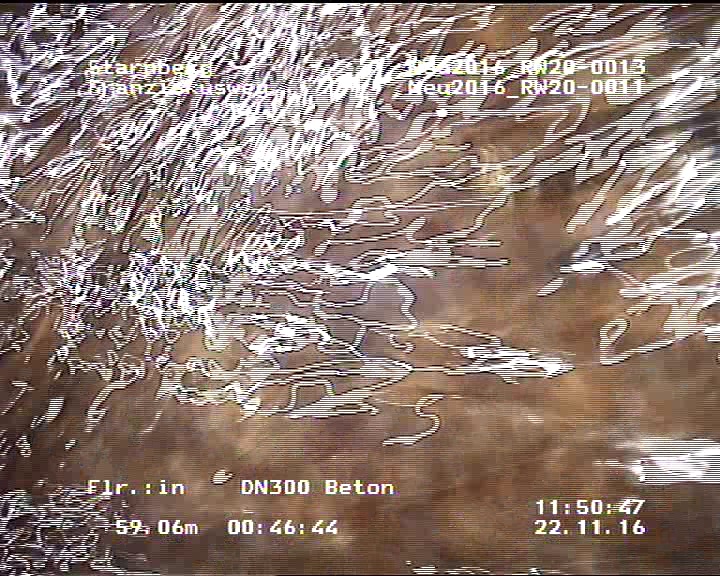 Starnberg
Neu2016_RW20-0013
Neu2016_RW20-0011
Flr.:in DN300 Beton
11:50:47
59.06m 00:46:44
22.11.16